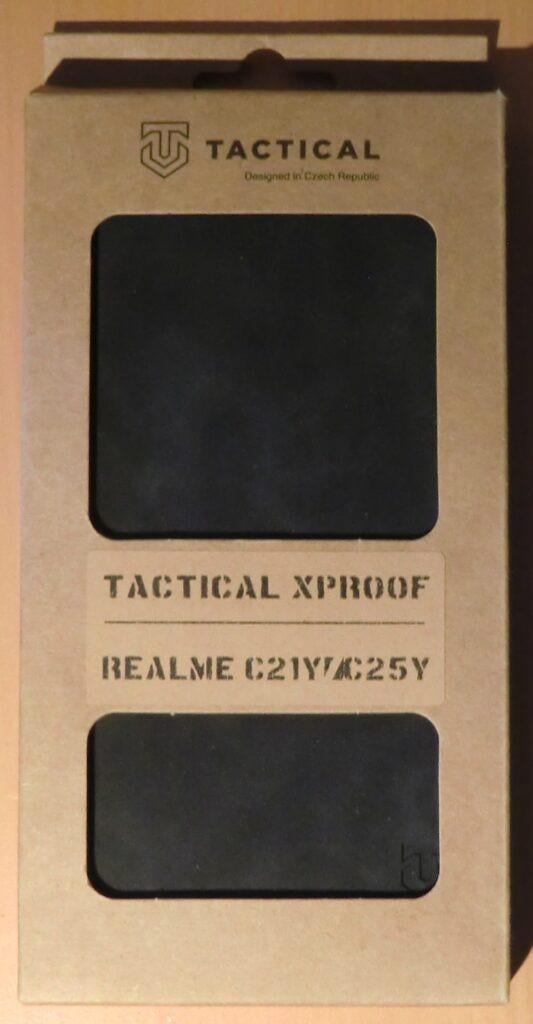 TACTICAL
Designed in Czech Republic
TACTICAL XPROOF
REALME C21Y/C25Y